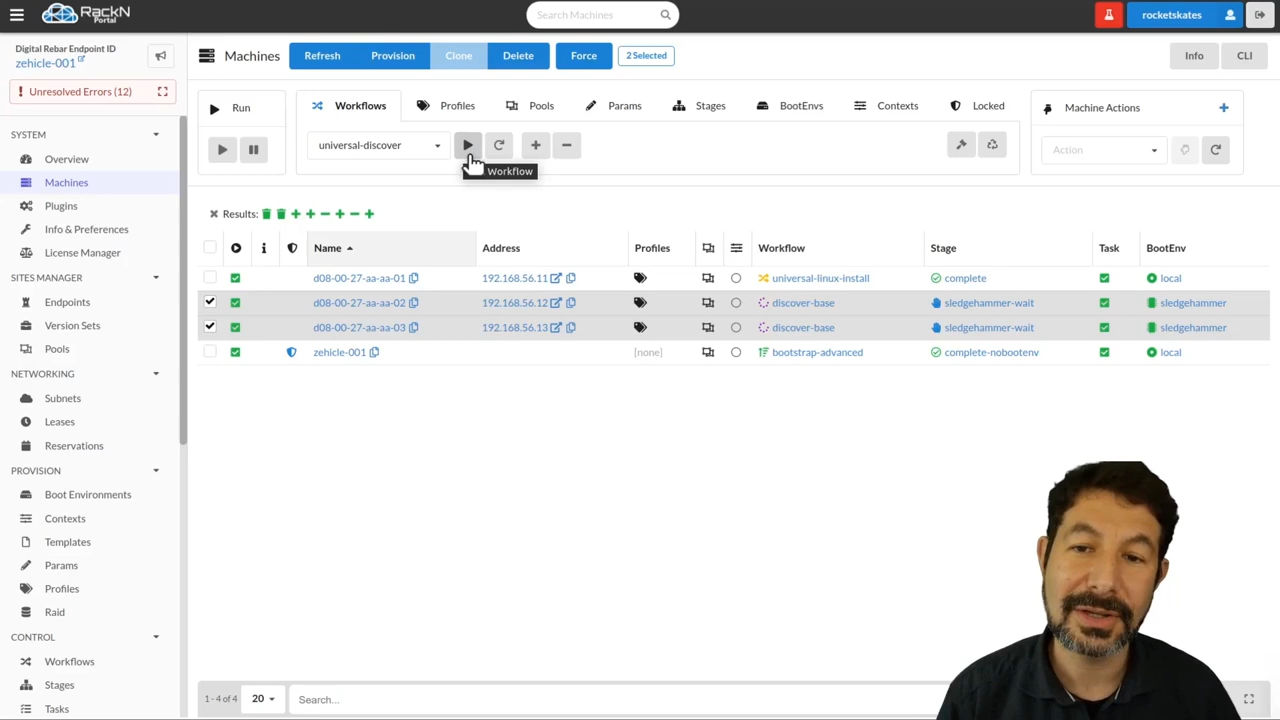 RackN
Portal
Search Machines
rocketskates
Digital Rebar Endpoint ID
zehicle-001
Unresolved Errors (12)
SYSTEM
Overview
Machines
Plugins
Info & Preferences
License Manager
SITES MANAGER
Endpoints
Version Sets
Pools
NETWORKING
Subnets
Leases
Reservations
PROVISION
Boot Environments
Contexts
Templates
Params
Profiles
Raid
CONTROL
Workflows
Stages
Tasks
Machines Refresh Provision Clone Delete Force 2 Selected Info CLI
Run
Workflows Profiles Pools Params Stages BootEnvs Contexts Locked
Machine Actions
universal-discover
Action
Workflow
Results:
Name Address Profiles Workflow Stage Task BootEnv
d08-00-27-aa-aa-01 192.168.56.11 universal-linux-install complete local
d08-00-27-aa-aa-02 192.168.56.12 discover-base sledgehammer-wait sledgehammer
d08-00-27-aa-aa-03 192.168.56.13 discover-base sledgehammer-wait sledgehammer
zehicle-001 [none] bootstrap-advanced complete-nobootenv local
1 - 4 of 4 20 Search...